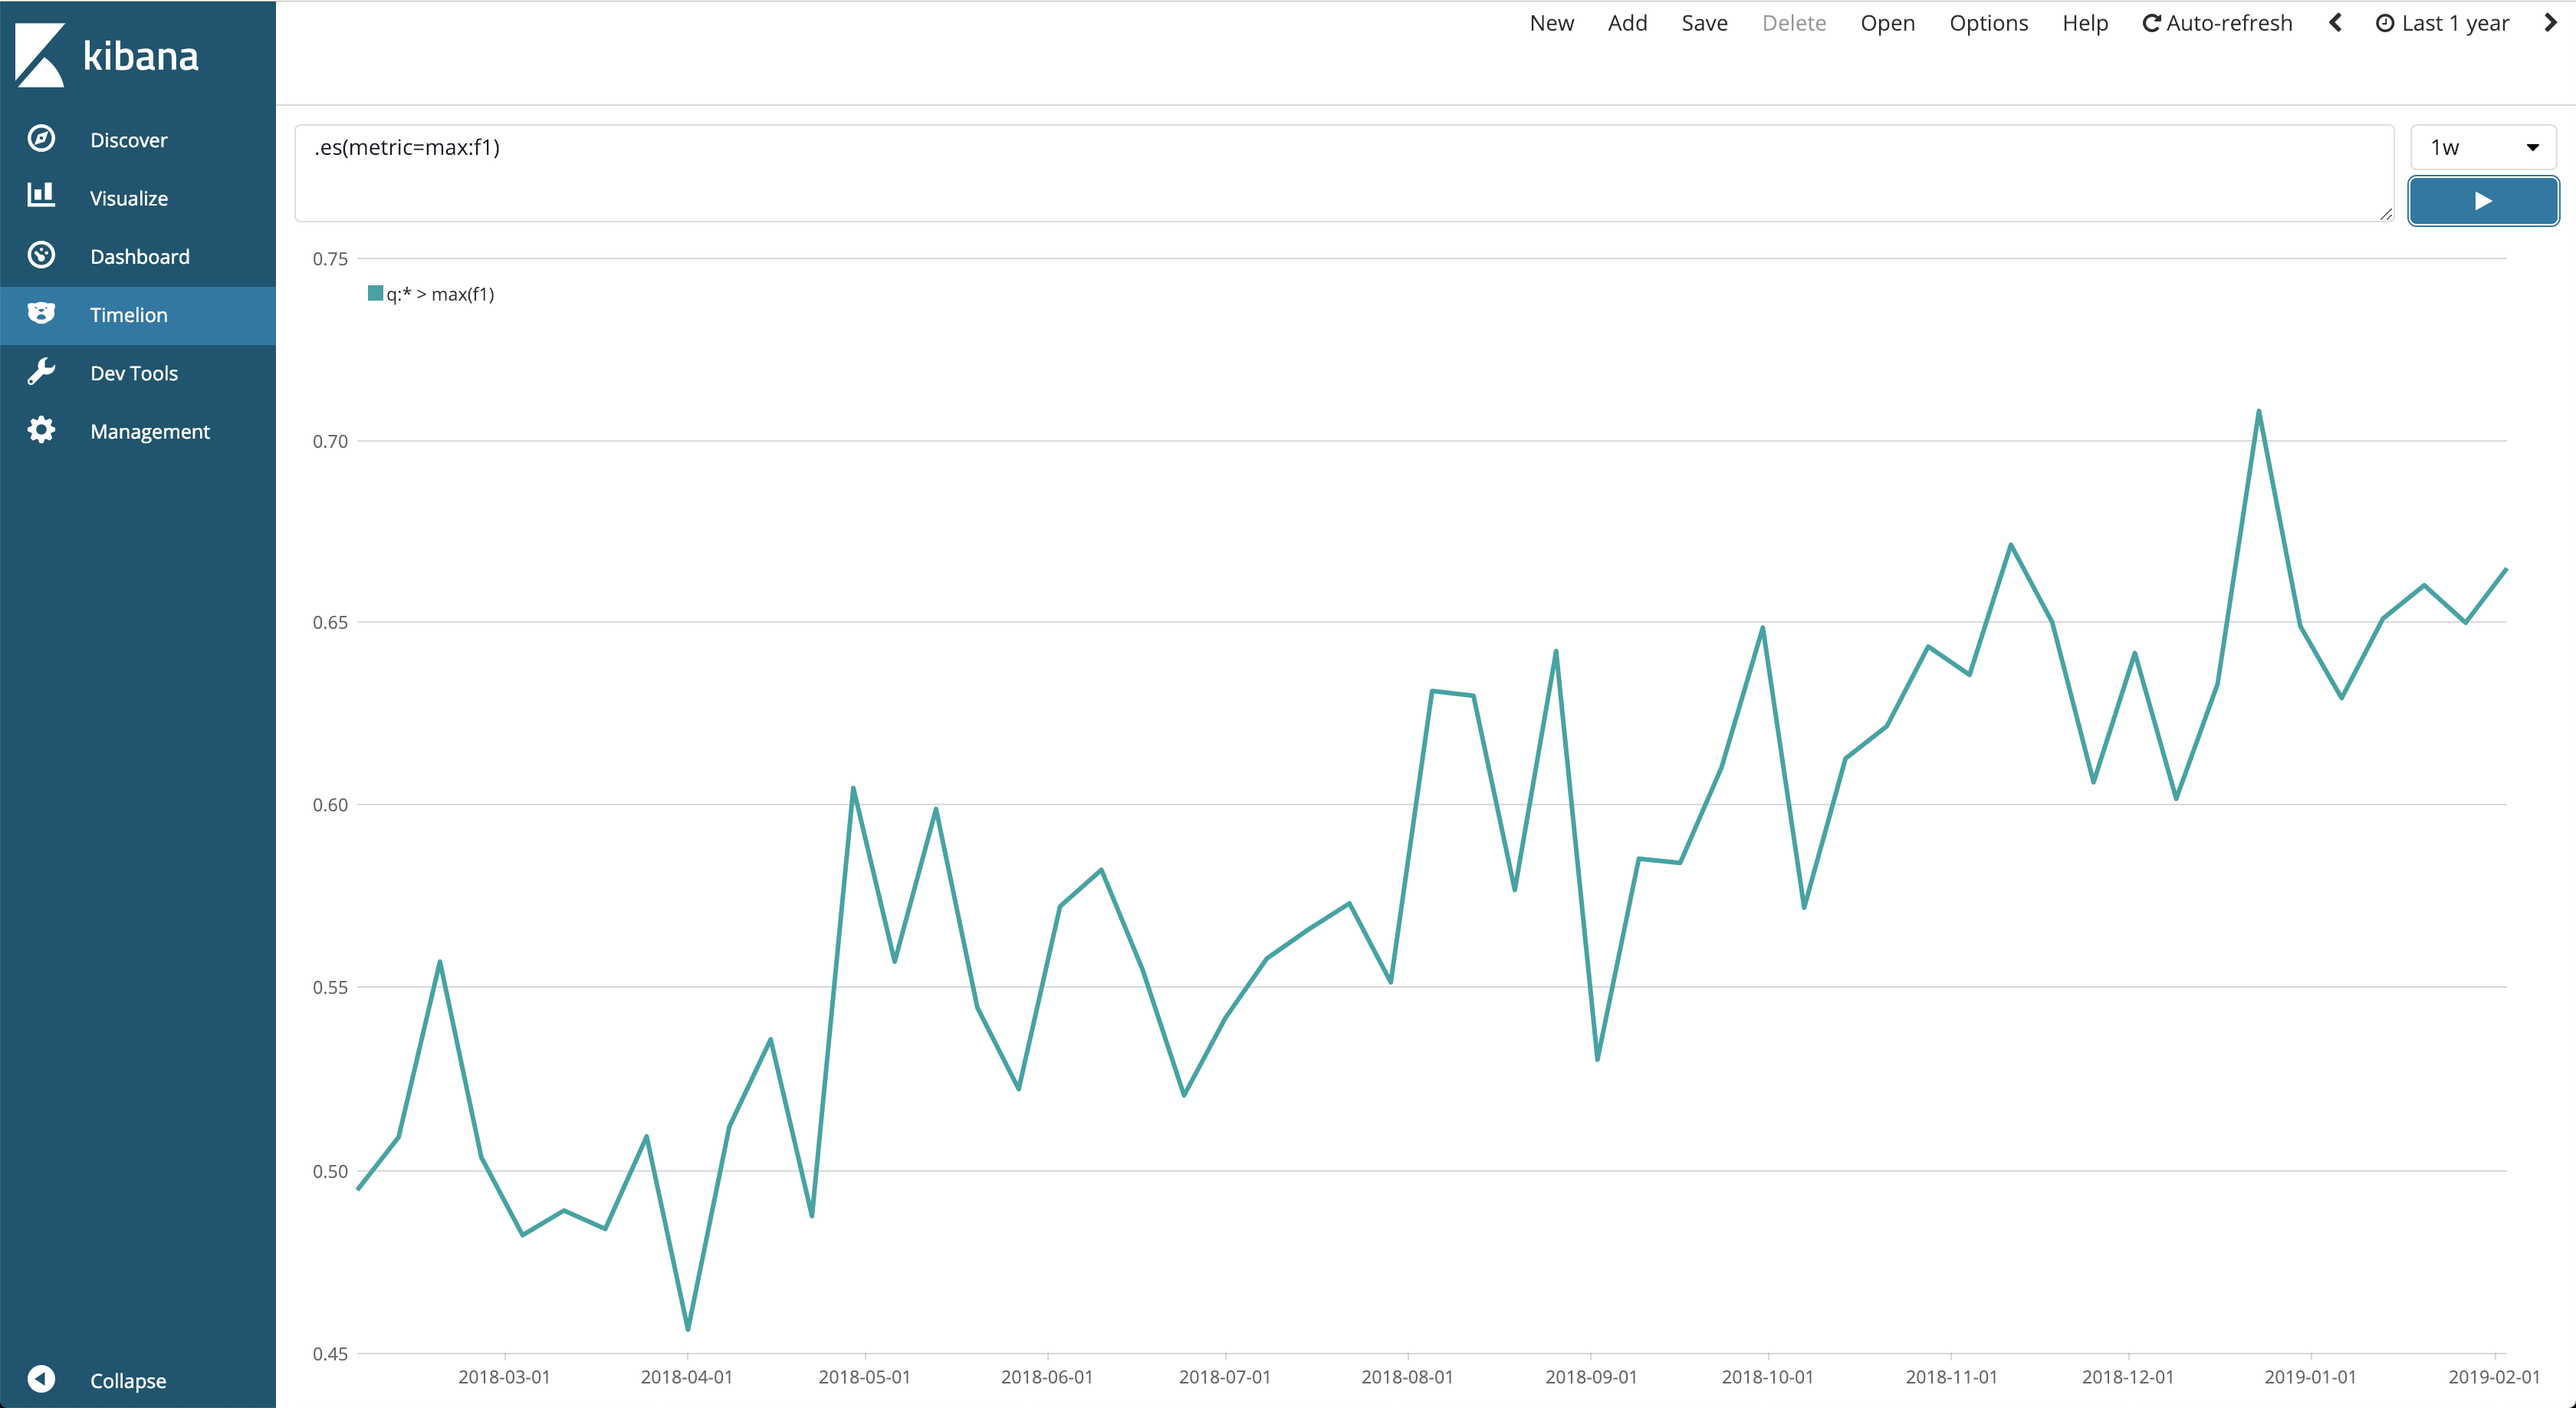 kibana
Discover
Visualize
Dashboard
Timelion
Dev Tools
Management
Collapse
New Add Save Delete Open Options Help Auto-refresh Last 1 year
.es(metric=max:f1)
1w
q:* > max(f1)
0.75
0.70
0.65
0.60
0.55
0.50
0.45
2018-03-01 2018-04-01 2018-05-01 2018-06-01 2018-07-01 2018-08-01 2018-09-01 2018-10-01 2018-11-01 2018-12-01 2019-01-01 2019-02-01